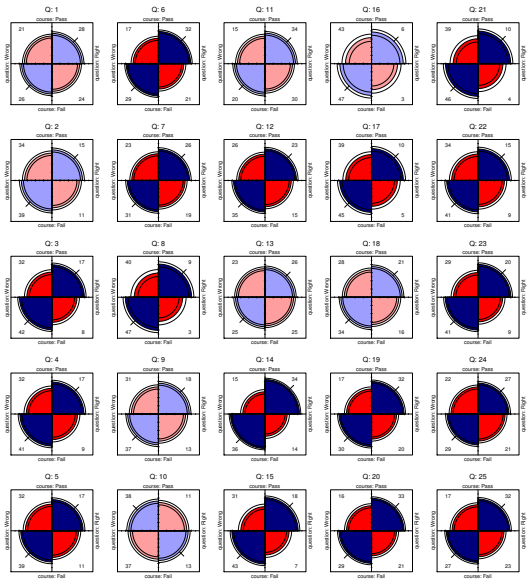 Q: 1
course: Pass
21 28
question: Wrong
question: Right
26 24
course: Fail
Q: 6
course: Pass
17 32
question: Wrong
question: Right
29 21
course: Fail
Q: 11
course: Pass
15 34
question: Wrong
question: Right
20 30
course: Fail
Q: 16
course: Pass
43 6
question: Wrong
question: Right
47 3
course: Fail
Q: 21
course: Pass
39 10
question: Wrong
question: Right
46 4
course: Fail
Q: 2
course: Pass
34 15
question: Wrong
question: Right
39 11
course: Fail
Q: 7
course: Pass
23 26
question: Wrong
question: Right
31 19
course: Fail
Q: 12
course: Pass
23 26
question: Wrong
question: Right
35 15
course: Fail
Q: 17
course: Pass
39 10
question: Wrong
question: Right
45 5
course: Fail
Q: 22
course: Pass
34 15
question: Wrong
question: Right
41 9
course: Fail
Q: 3
course: Pass
32 17
question: Wrong
question: Right
42 8
course: Fail
Q: 8
course: Pass
40 9
question: Wrong
question: Right
47 3
course: Fail
Q: 13
course: Pass
23 26
question: Wrong
question: Right
25 25
course: Fail
Q: 18
course: Pass
28 21
question: Wrong
question: Right
34 16
course: Fail
Q: 23
course: Pass
29 20
question: Wrong
question: Right
41 9
course: Fail
Q: 4
course: Pass
32 17
question: Wrong
question: Right
41 9
course: Fail
Q: 9
course: Pass
31 18
question: Wrong
question: Right
37 13
course: Fail
Q: 14
course: Pass
15 34
question: Wrong
question: Right
36 14
course: Fail
Q: 19
course: Pass
17 32
question: Wrong
question: Right
30 20
course: Fail
Q: 24
course: Pass
22 27
question: Wrong
question: Right
29 21
course: Fail
Q: 5
course: Pass
32 17
question: Wrong
question: Right
39 11
course: Fail
Q: 10
course: Pass
38 11
question: Wrong
question: Right
37 13
course: Fail
Q: 15
course: Pass
31 18
question: Wrong
question: Right
43 7
course: Fail
Q: 20
course: Pass
16 33
question: Wrong
question: Right
29 21
course: Fail
Q: 25
course: Pass
17 32
question: Wrong
question: Right
27 23
course: Fail